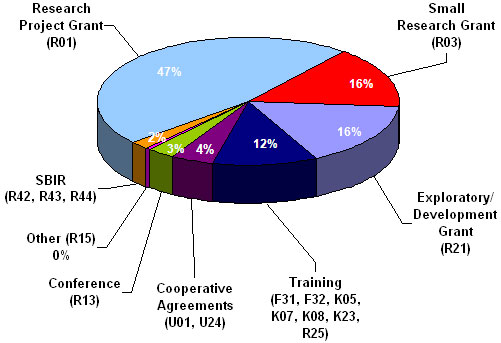 Research
Project Grant
(R01)
47%
Small
Research Grant
(R03)
16%
16%
Exploratory/
Development
Grant
(R21)
12%
Training
(F31, F32, K05,
K07, K08, K23,
R25)
4%
Cooperative
Agreements
(U01, U24)
3%
Conference
(R13)
Other (R15)
0%
2%
SBIR
(R42, R43, R44)